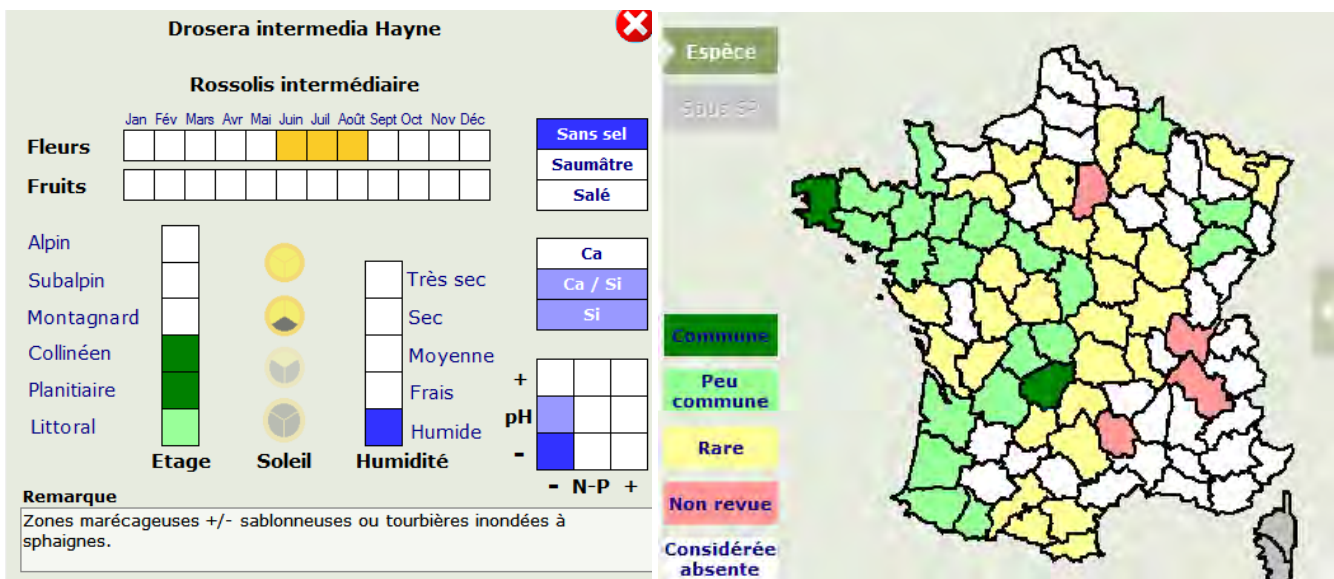 Drosera intermedia Hayne
Rossolis intermédiaire
Jan Fév Mars Avr Mai Juin Juil Août Sept Oct Nov Déc
Fleurs
Fruits
Sans sel
Saumâtre
Salé
Alpin
Subalpin
Montagnard
Collinéen
Planitiaire
Littoral
Etage
Soleil
Très sec
Sec
Moyenne
Frais
Humide
Humidité
Ca
Ca / Si
Si
+
pH
-
- N-P +
Remarque
Zones marécageuses +/- sablonneuses ou tourbières inondées à
sphaignes.
Espèce
Sous SP
Commune
Peu
commune
Rare
Non revue
Considérée
absente